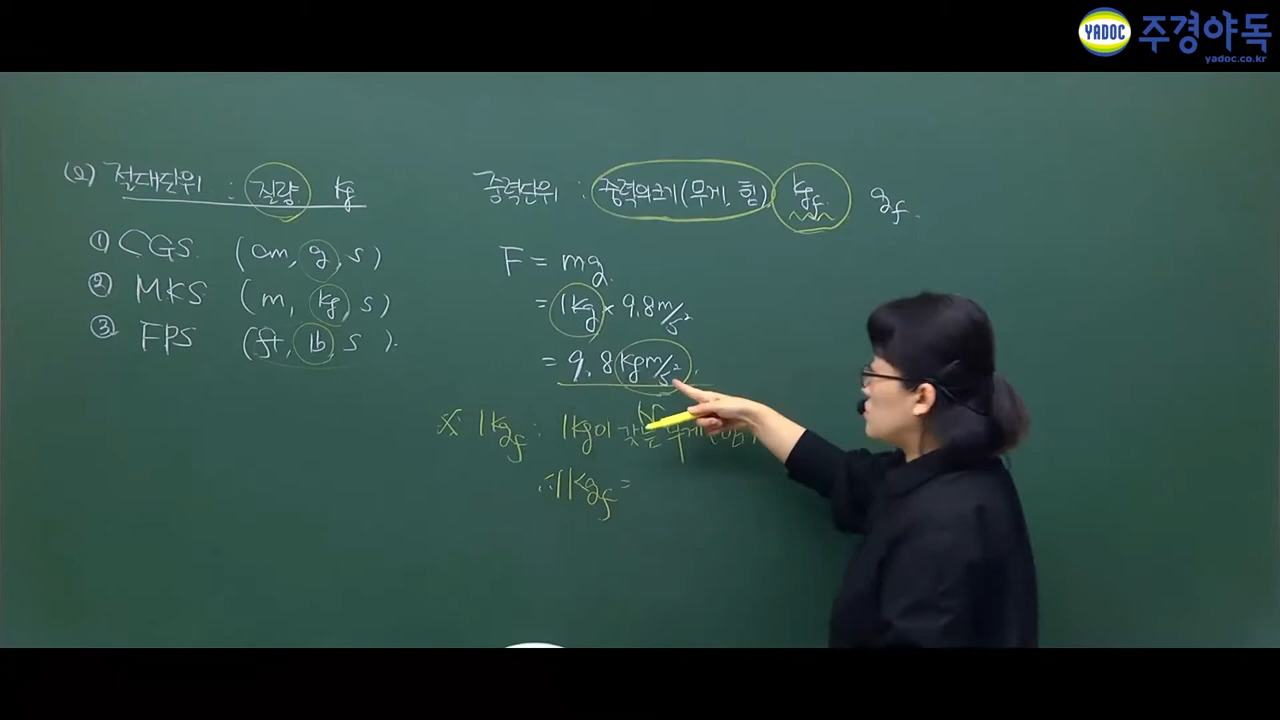 YADOC 주경야독
yadoc.co.kr
(2) 절대단위 : 질량 kg
① CGS (cm, g, s)
② MKS (m, kg, s)
③ FPS (ft, lb, s).
중력단위 : 중력의크기(무게, 힘) kgf. gf.
F = mg.
= 1kg × 9.8m/s²
= 9.8kgm/s².
※ 1kgf : 1kg이 갖는 무게
∴ 1kgf =